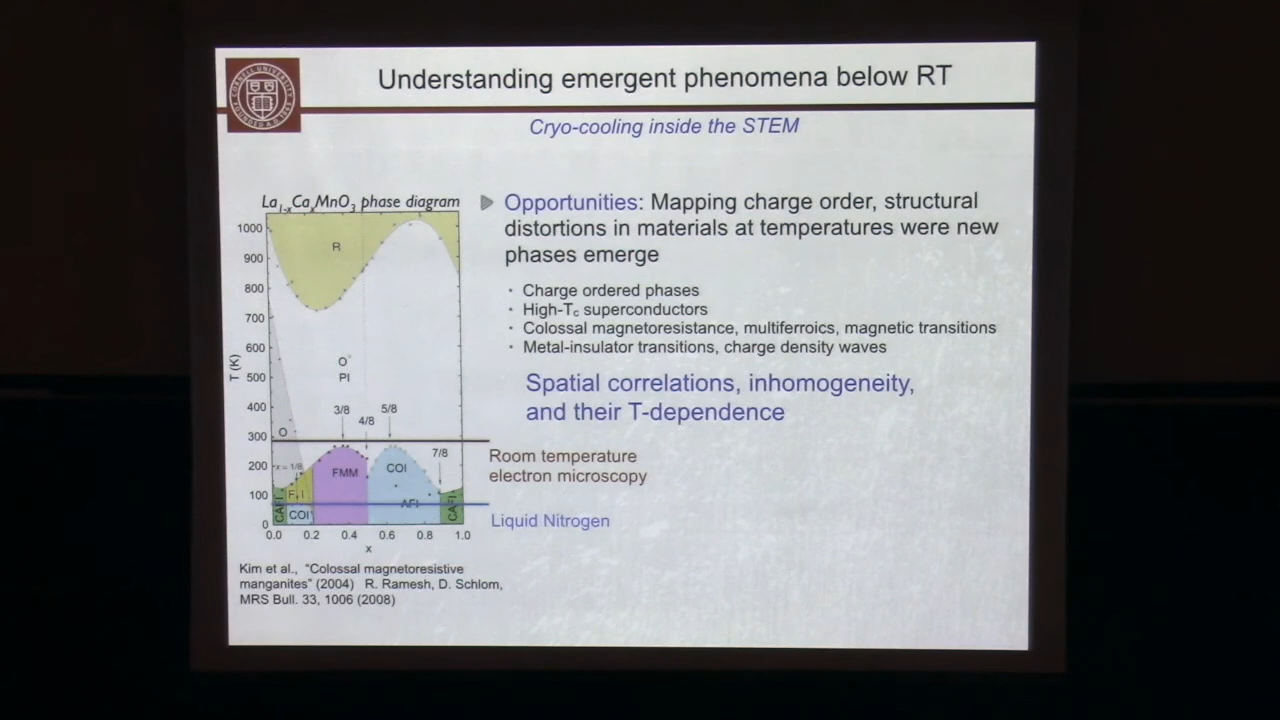 Understanding emergent phenomena below RT
Cryo-cooling inside the STEM
La1-xCaxMnO3 phase diagram
1000
900
800
700
600
500
400
300
200
100
0
T (K)
R
O*
PI
3/8
4/8
5/8
7/8
O
x = 1/8
FMM
COI
AFI
CAFI
F I
COI
CAFI
0.0 0.2 0.4 0.6 0.8 1.0
x
Kim et al., "Colossal magnetoresistive
manganites" (2004) R. Ramesh, D. Schlom,
MRS Bull. 33, 1006 (2008)
Opportunities: Mapping charge order, structural
distortions in materials at temperatures were new
phases emerge
· Charge ordered phases
· High-Tc superconductors
· Colossal magnetoresistance, multiferroics, magnetic transitions
· Metal-insulator transitions, charge density waves
Spatial correlations, inhomogeneity,
and their T-dependence
Room temperature
electron microscopy
Liquid Nitrogen